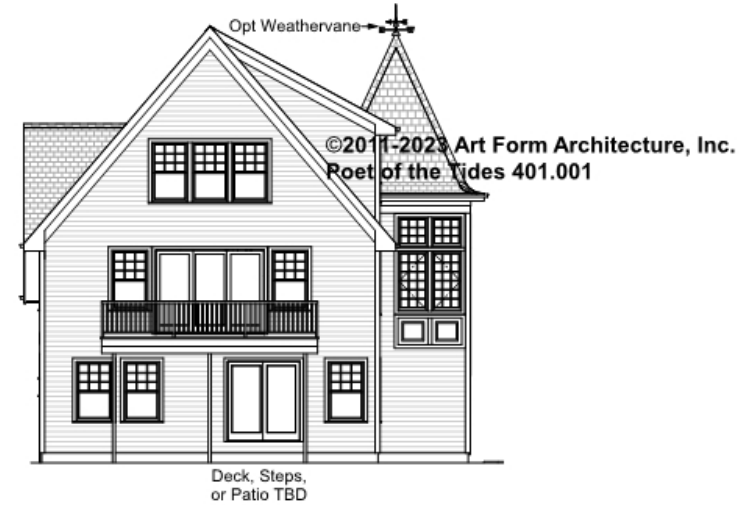 Opt Weathervane
©2011-2023 Art Form Architecture, Inc.
Poet of the Tides 401.001
Deck, Steps,
or Patio TBD